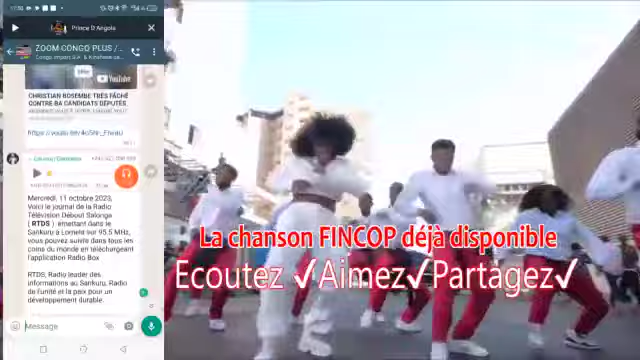 Prince D'Angola
ZOOM CONGO PLUS /...
YouTube
CHRISTIAN BOSEMBE TRÈS FÂCHÉ
CONTRE BA CANDIDATS DÉPUTÉS
Mercredi, 11 octobre 2023,
Voici le journal de la Radio
Télévision Debout Salonge
( RTDS ) émettant dans le
Sankuru à Lomela sur 95.5 MHz,
vous pouvez suivre dans tous les
coins du monde en téléchargeant
l'application Radio Box
RTDS, Radio leader des
informations au Sankuru, Radio
de l'unité et la paix pour un
développement durable.
Message
La chanson FINCOP déjà disponible
Ecoutez ✓Aimez✓Partagez✓